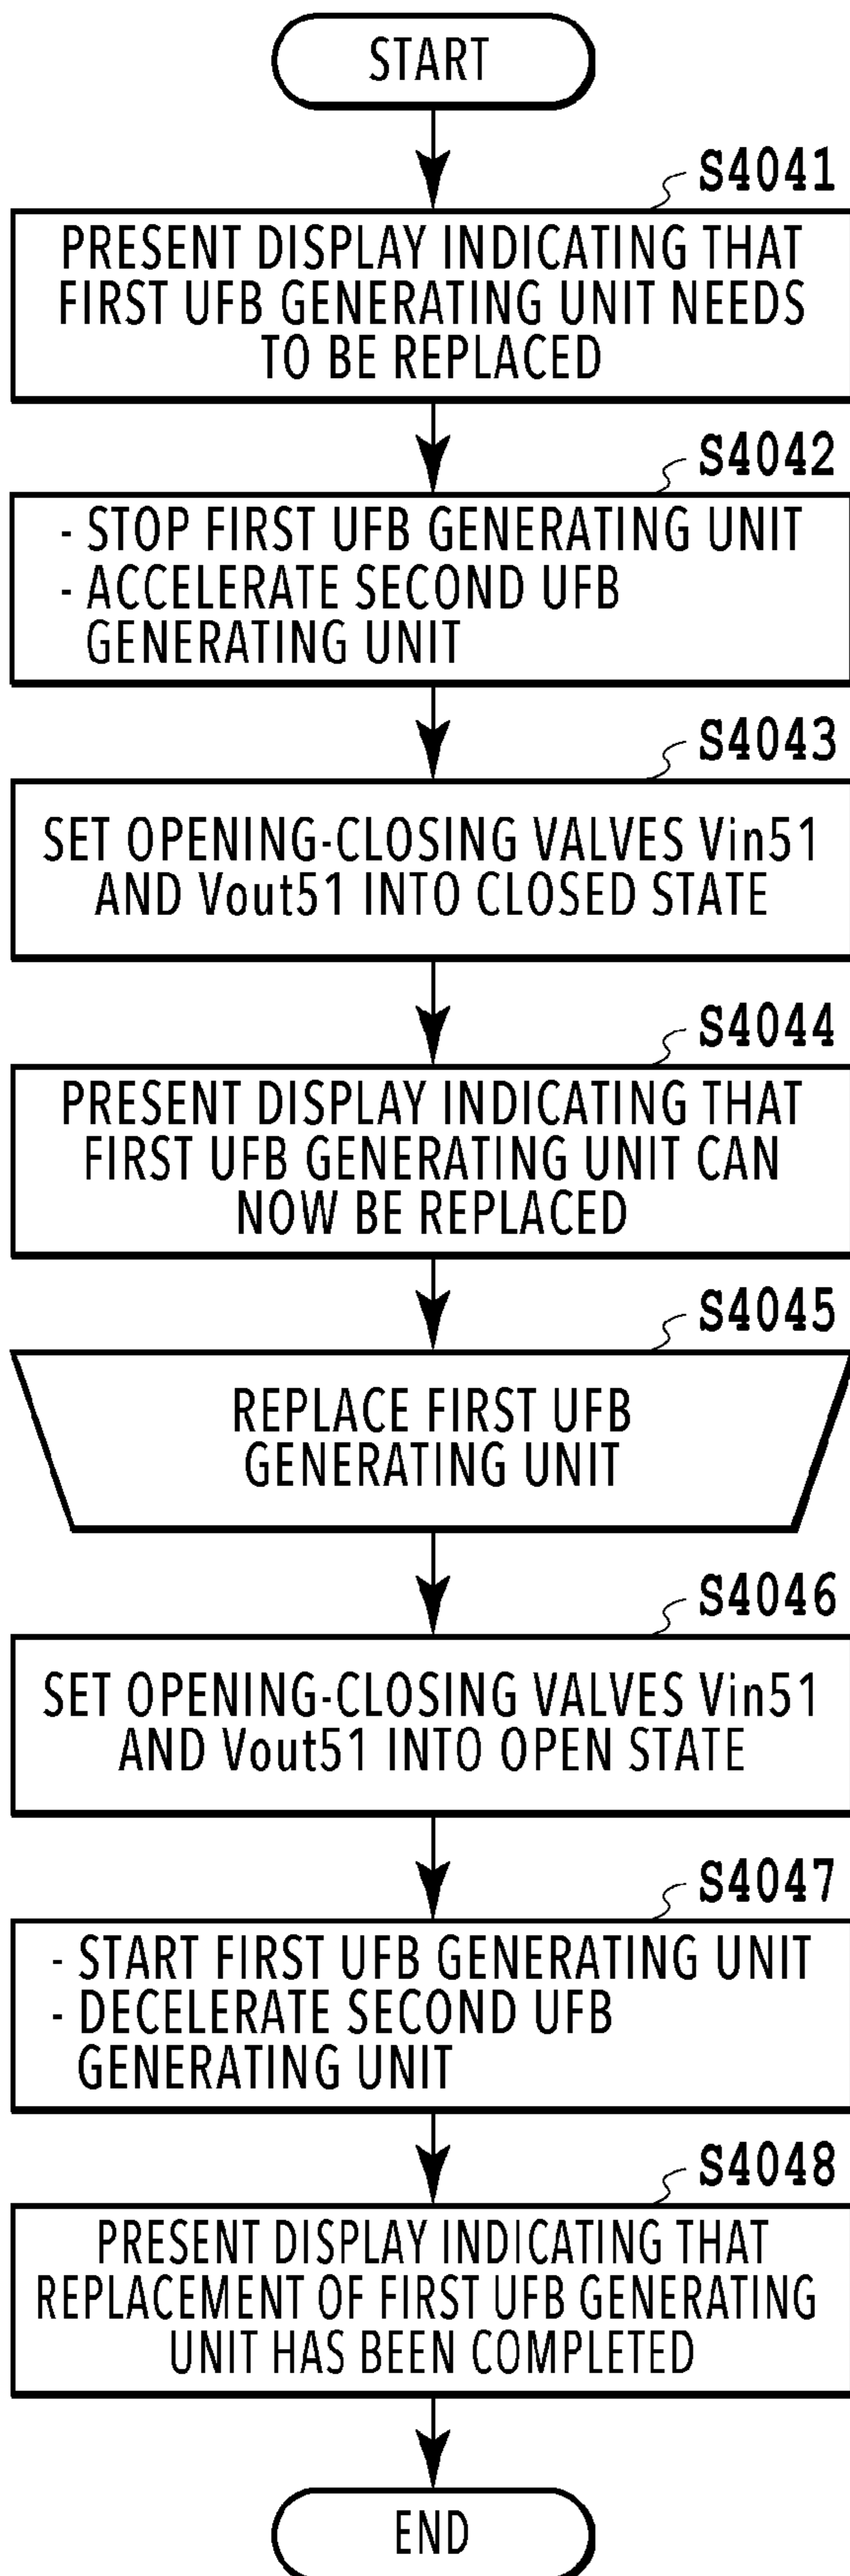 START
S4041
PRESENT DISPLAY INDICATING THAT
FIRST UFB GENERATING UNIT NEEDS
TO BE REPLACED
S4042
- STOP FIRST UFB GENERATING UNIT
- ACCELERATE SECOND UFB
GENERATING UNIT
S4043
SET OPENING-CLOSING VALVES Vin51
AND Vout51 INTO CLOSED STATE
S4044
PRESENT DISPLAY INDICATING THAT
FIRST UFB GENERATING UNIT CAN
NOW BE REPLACED
S4045
REPLACE FIRST UFB
GENERATING UNIT
S4046
SET OPENING-CLOSING VALVES Vin51
AND Vout51 INTO OPEN STATE
S4047
- START FIRST UFB GENERATING UNIT
- DECELERATE SECOND UFB
GENERATING UNIT
S4048
PRESENT DISPLAY INDICATING THAT
REPLACEMENT OF FIRST UFB GENERATING
UNIT HAS BEEN COMPLETED
END